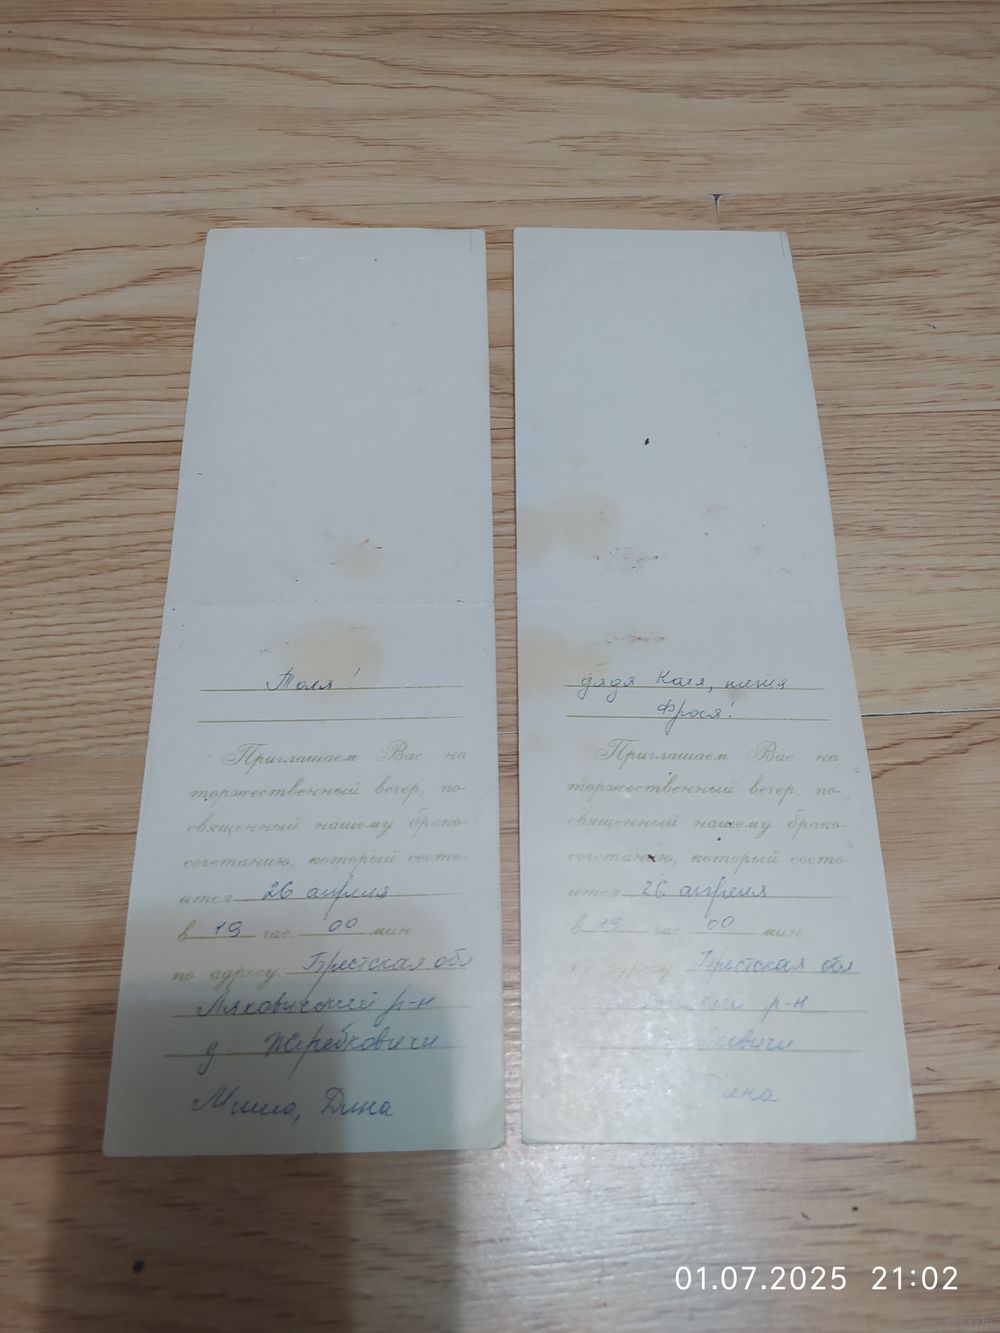 Толя!
Приглашаем Вас на
торжественный вечер, по-
священный нашему брако-
сочетанию, который состо-
ится 26 апреля
в 19 час. 00 мин.
по адресу Брестская обл
Ляховичский р-н
д Жеребковичи
Миша, Дина
дядя Коля, тётя
Фрося!
Приглашаем Вас на
торжественный вечер, по-
священный нашему брако-
сочетанию, который состо-
ится 26 апреля
в 19 час 00 мин.
по адресу Брестская обл
р-н
Дина
01.07.2025 21:02